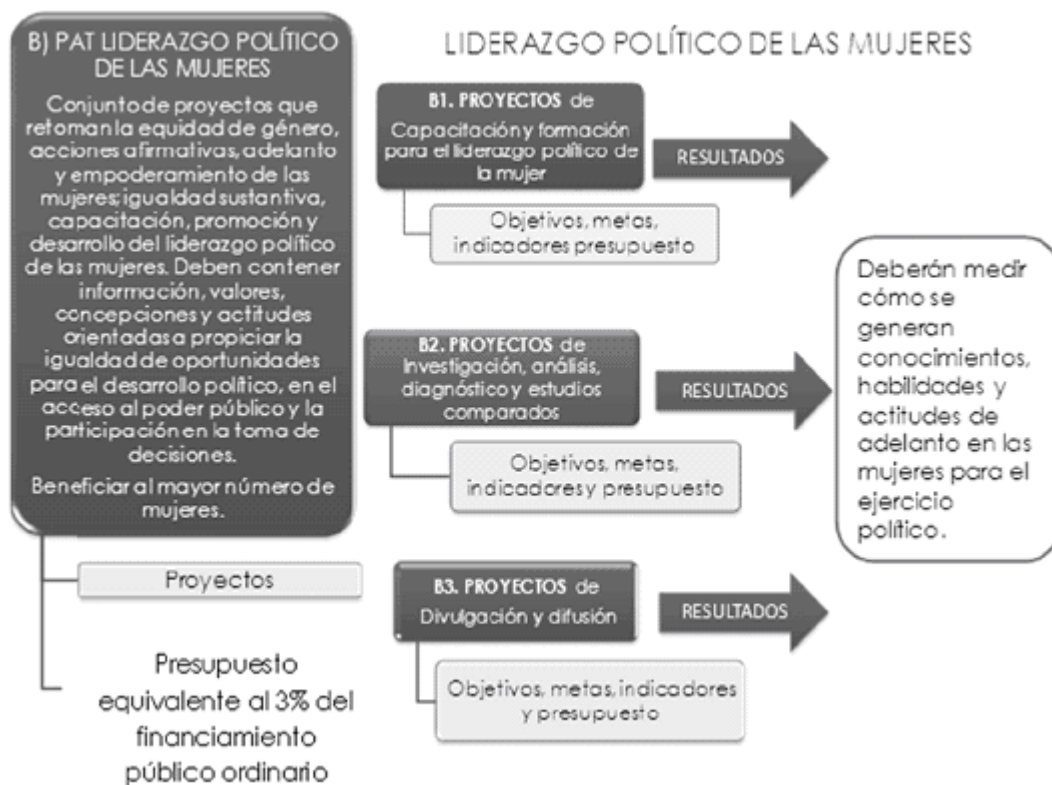 B) PAT LIDERAZGO POLÍTICO
DE LAS MUJERES
Conjunto de proyectos que
retoman la equidad de género,
acciones afirmativas, adelanto
y empoderamiento de las
mujeres; igualdad sustantiva,
capacitación, promoción y
desarrollo del liderazgo político
de las mujeres. Deben contener
información, valores,
concepciones y actitudes
orientadas a propiciar la
igualdad de oportunidades
para el desarrollo político, en el
acceso al poder público y la
participación en la toma de
decisiones.
Beneficiar al mayor número de
mujeres.
Proyectos
Presupuesto
equivalente al 3% del
financiamiento
público ordinario
LIDERAZGO POLÍTICO DE LAS MUJERES
B1. PROYECTOS de
Capacitación y formación
para el liderazgo político de
la mujer
RESULTADOS
Objetivos, metas,
indicadores presupuesto
B2. PROYECTOS de
Investigación, análisis,
diagnóstico y estudios
comparados
RESULTADOS
Objetivos, metas,
indicadores y presupuesto
B3. PROYECTOS de
Divulgación y difusión
RESULTADOS
Objetivos, metas, indicadores
y presupuesto
Deberán medir
cómo se
generan
conocimientos,
habilidades y
actitudes de
adelanto en las
mujeres para el
ejercicio
político.